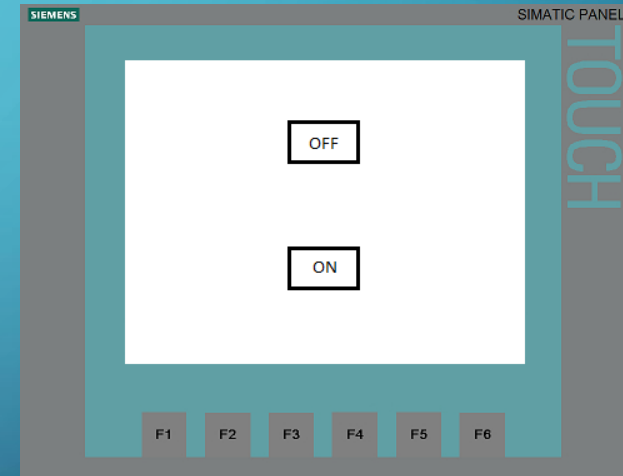 SIEMENS SIMATIC PANEL
TOUCH
OFF
ON
F1 F2 F3 F4 F5 F6